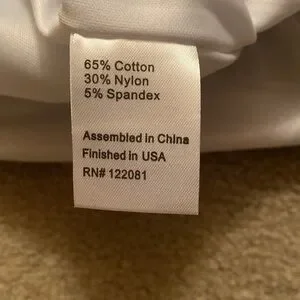 65% Cotton
30% Nylon
5% Spandex
Assembled in China
Finished in USA
RN# 122081